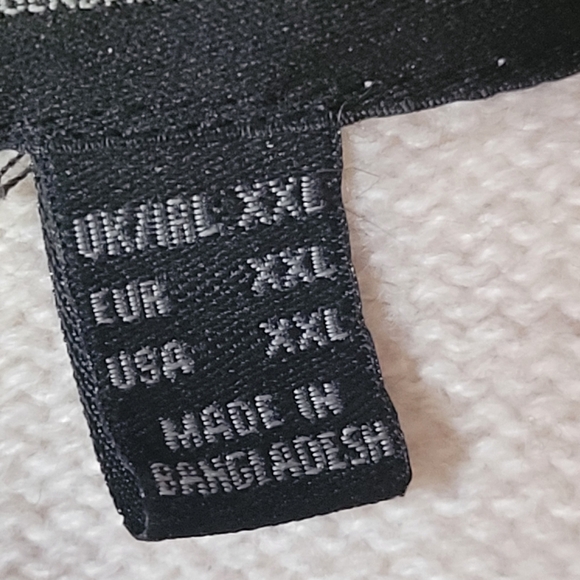 UK/IRL XXL
EUR XXL
USA XXL
MADE IN
BANGLADESH